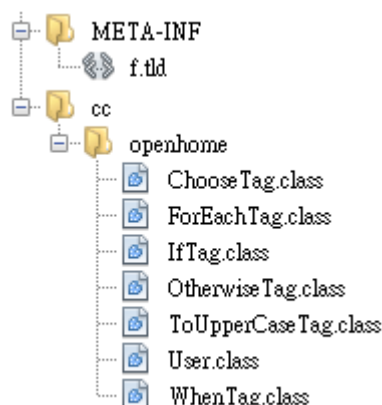 META-INF
f.tld
cc
openhome
ChooseTag.class
ForEachTag.class
IfTag.class
OtherwiseTag.class
ToUpperCaseTag.class
User.class
WhenTag.class